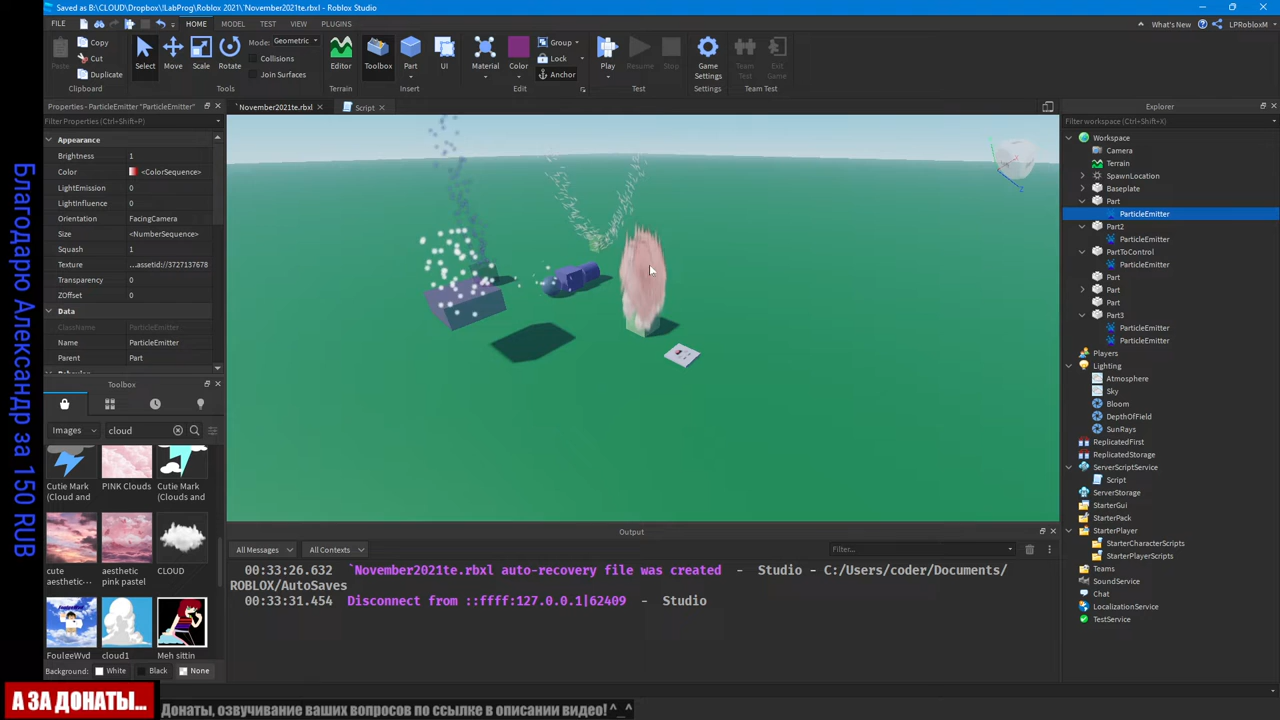 Saved as B:\CLOUD\Dropbox\!LabProg\Roblox 2021\`November2021te.rbxl - Roblox Studio
FILE
HOME
MODEL
TEST
VIEW
PLUGINS
What's New
LPRobloxM
Paste
Copy
Cut
Duplicate
Clipboard
Select
Move
Scale
Rotate
Mode: Geometric
Collisions
Join Surfaces
Tools
Editor
Terrain
Toolbox
Part
UI
Insert
Material
Color
Group
Lock
Anchor
Edit
Play
Resume
Stop
Test
Game Settings
Settings
Team Test
Exit Game
Team Test
Properties - ParticleEmitter "ParticleEmitter"
Filter Properties (Ctrl+Shift+P)
Appearance
Brightness 1
Color <ColorSequence>
LightEmission 0
LightInfluence 0
Orientation FacingCamera
Size <NumberSequence>
Squash 1
Texture ...assetid://3727137678
Transparency 0
ZOffset 0
Data
ClassName ParticleEmitter
Name ParticleEmitter
Parent Part
Toolbox
Images
cloud
Cutie Mark (Cloud and
PINK Clouds
Cutie Mark (Clouds and
cute aesthetic...
aesthetic pink pastel
CLOUD
FoulgeWvd
cloud1
Meh sittin
Background: White Black None
`November2021te.rbxl
Script
Output
All Messages
All Contexts
Filter...
00:33:26.632 `November2021te.rbxl auto-recovery file was created - Studio - C:/Users/coder/Documents/
ROBLOX/AutoSaves
00:33:31.454 Disconnect from ::ffff:127.0.0.1|62409 - Studio
Explorer
Filter workspace (Ctrl+Shift+X)
Workspace
Camera
Terrain
SpawnLocation
Baseplate
Part
ParticleEmitter
Part2
ParticleEmitter
PartToControl
ParticleEmitter
Part
Part
Part
Part3
ParticleEmitter
ParticleEmitter
Players
Lighting
Atmosphere
Sky
Bloom
DepthOfField
SunRays
ReplicatedFirst
ReplicatedStorage
ServerScriptService
Script
ServerStorage
StarterGui
StarterPack
StarterPlayer
StarterCharacterScripts
StarterPlayerScripts
Teams
SoundService
Chat
LocalizationService
TestService
Благодарю Александр за 150 RUB
А ЗА ДОНАТЫ...
Донаты, озвучивание ваших вопросов по ссылке в описании видео! ^_^